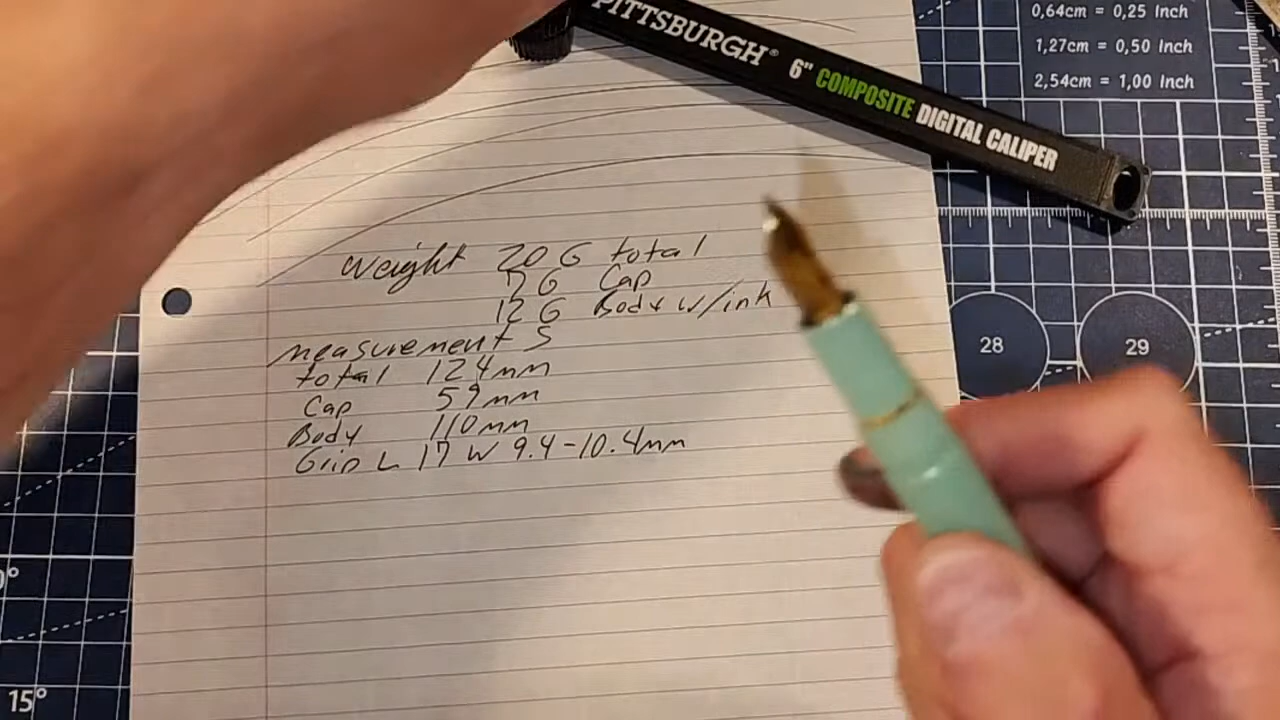 0,64cm = 0,25 Inch
1,27cm = 0,50 Inch
2,54cm = 1,00 Inch
PITTSBURGH® 6" COMPOSITE DIGITAL CALIPER
Weight 20 G total
7 G Cap
12 G Body w/ink
measurement S
total 124mm
Cap 59mm
Body 110mm
Grip L 17 W 9.4-10.4mm
28
29
0°
15°